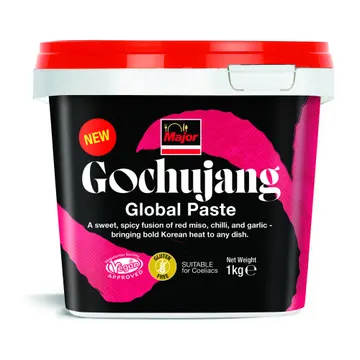 Major
NEW
Gochujang
Global Paste
A sweet, spicy fusion of red miso, chilli, and garlic -
bringing bold Korean heat to any dish.
Vegan
APPROVED
GLUTEN
FREE
SUITABLE
for Coeliacs
Net Weight
1kg e